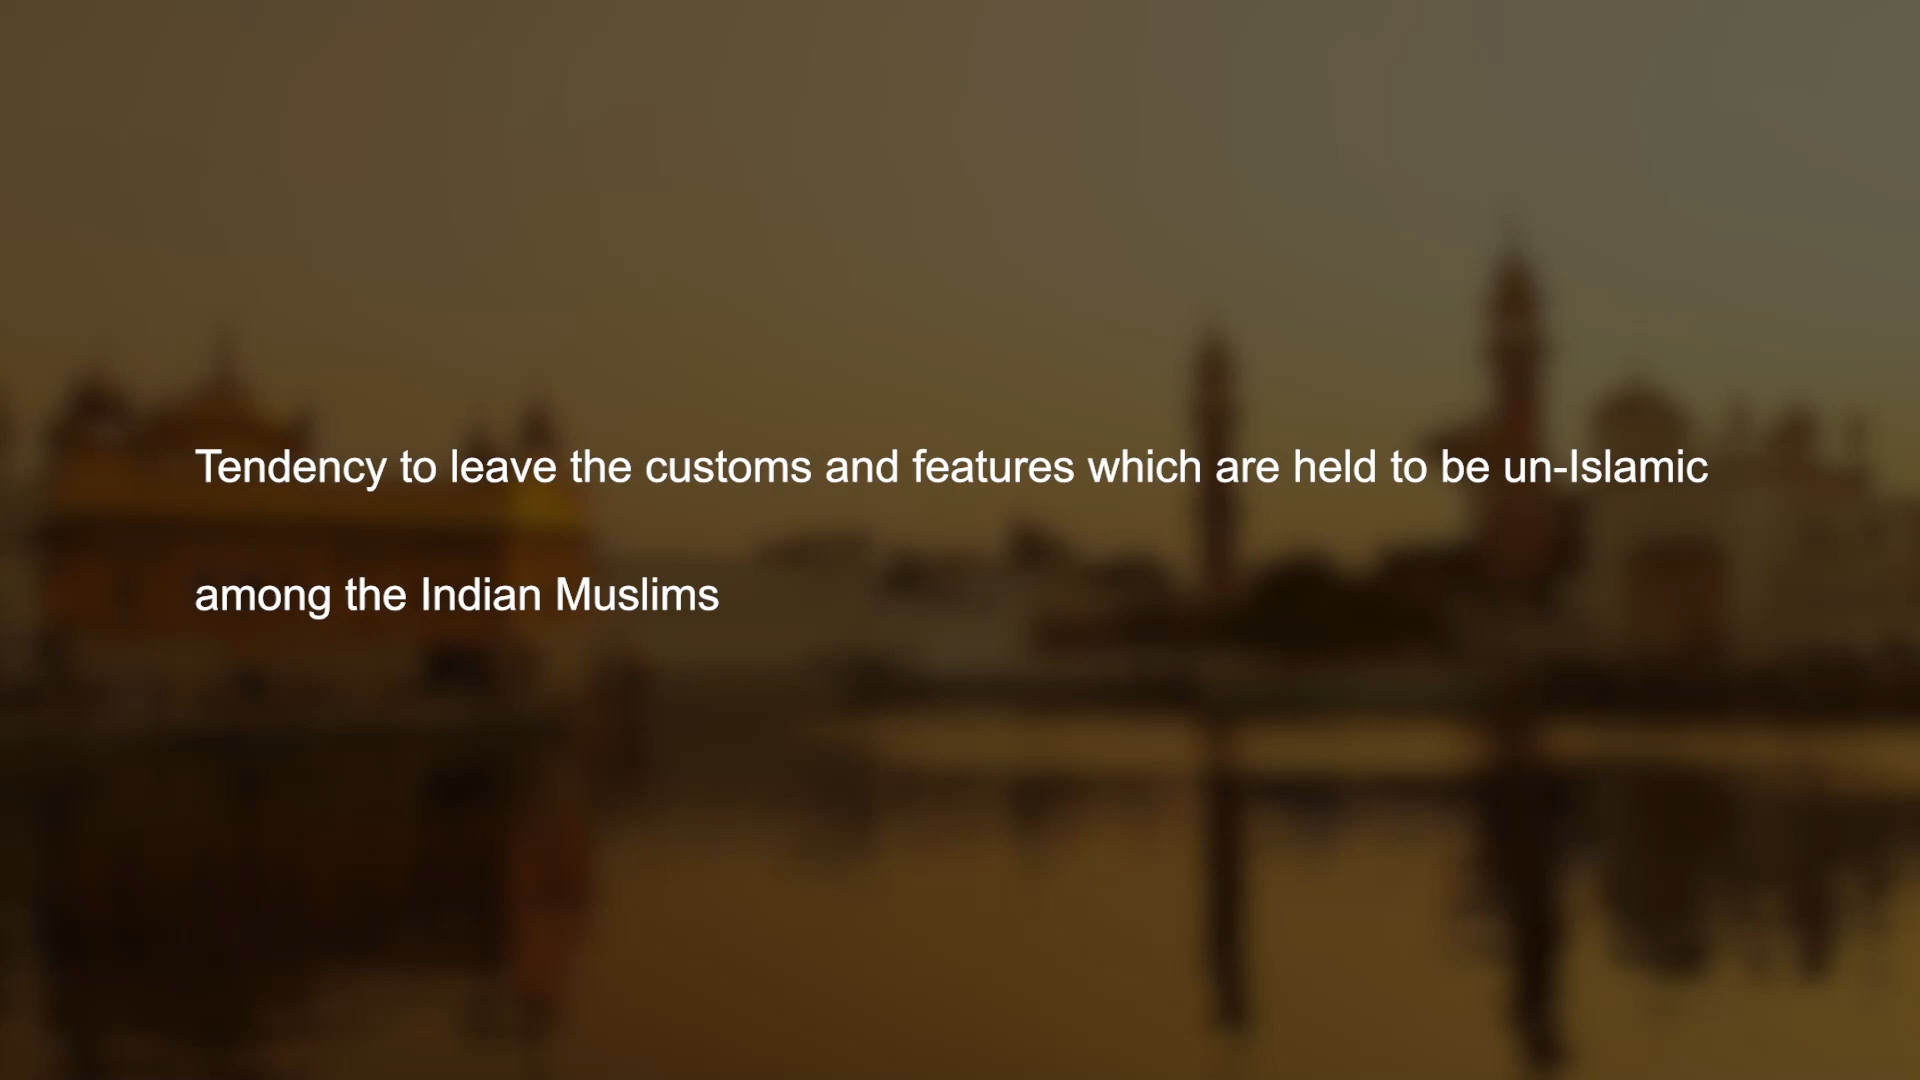 Tendency to leave the customs and features which are held to be un-Islamic
among the Indian Muslims